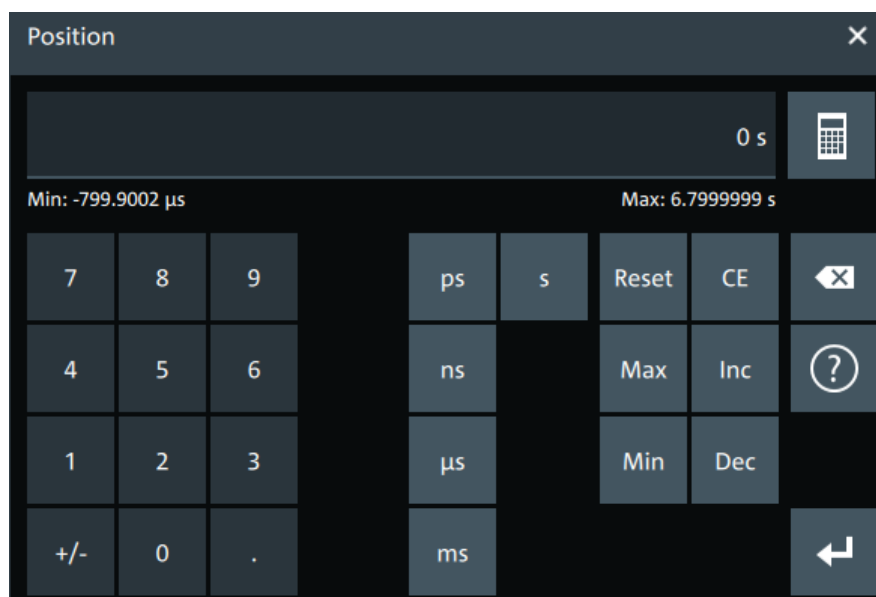 Position
0 s
Min: -799.9002 µs Max: 6.7999999 s
7 8 9 ps s Reset CE
4 5 6 ns Max Inc ?
1 2 3 µs Min Dec
+/- 0 . ms